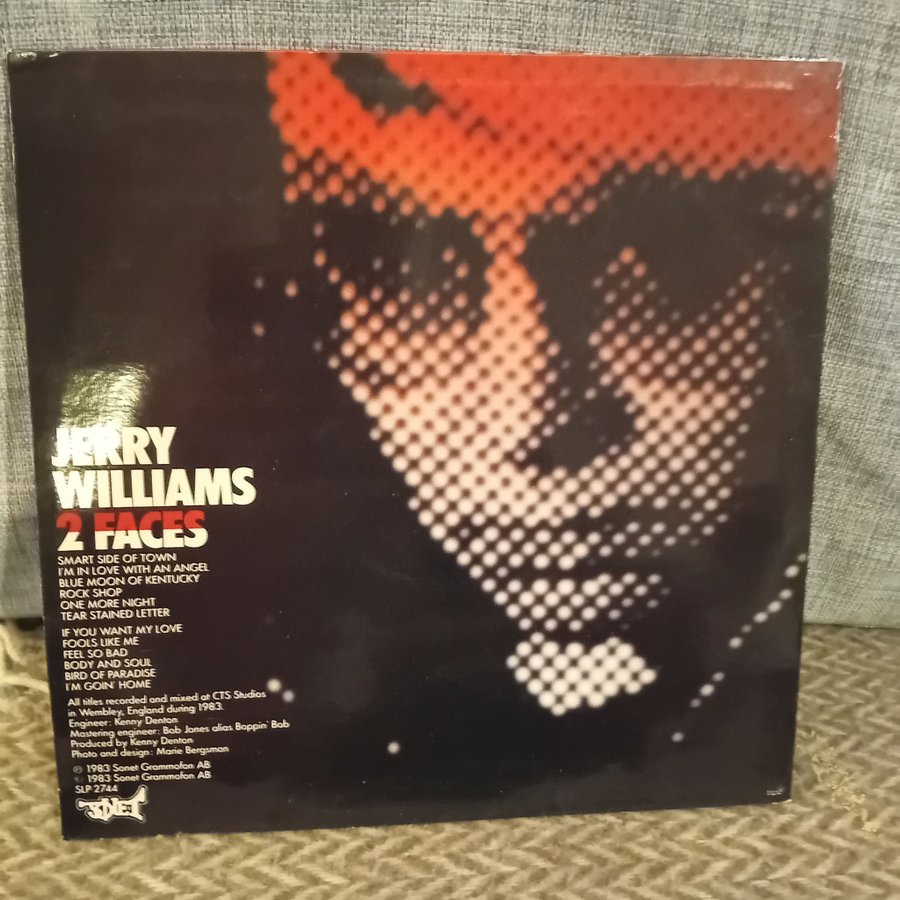 JERRY
WILLIAMS
2 FACES
SMART SIDE OF TOWN
I'M IN LOVE WITH AN ANGEL
BLUE MOON OF KENTUCKY
ROCK SHOP
ONE MORE NIGHT
TEAR STAINED LETTER
IF YOU WANT MY LOVE
FOOLS LIKE ME
FEEL SO BAD
BODY AND SOUL
BIRD OF PARADISE
I'M GOIN' HOME
All titles recorded and mixed at CTS Studios
in Wembley, England during 1983.
Engineer: Kenny Denton
Mastering engineer: Bob Jones alias Boppin' Bob
Produced by Kenny Denton
Photo and design: Marie Bergsman
℗ 1983 Sonet Grammofon AB
© 1983 Sonet Grammofon AB
SLP 2744
SONET